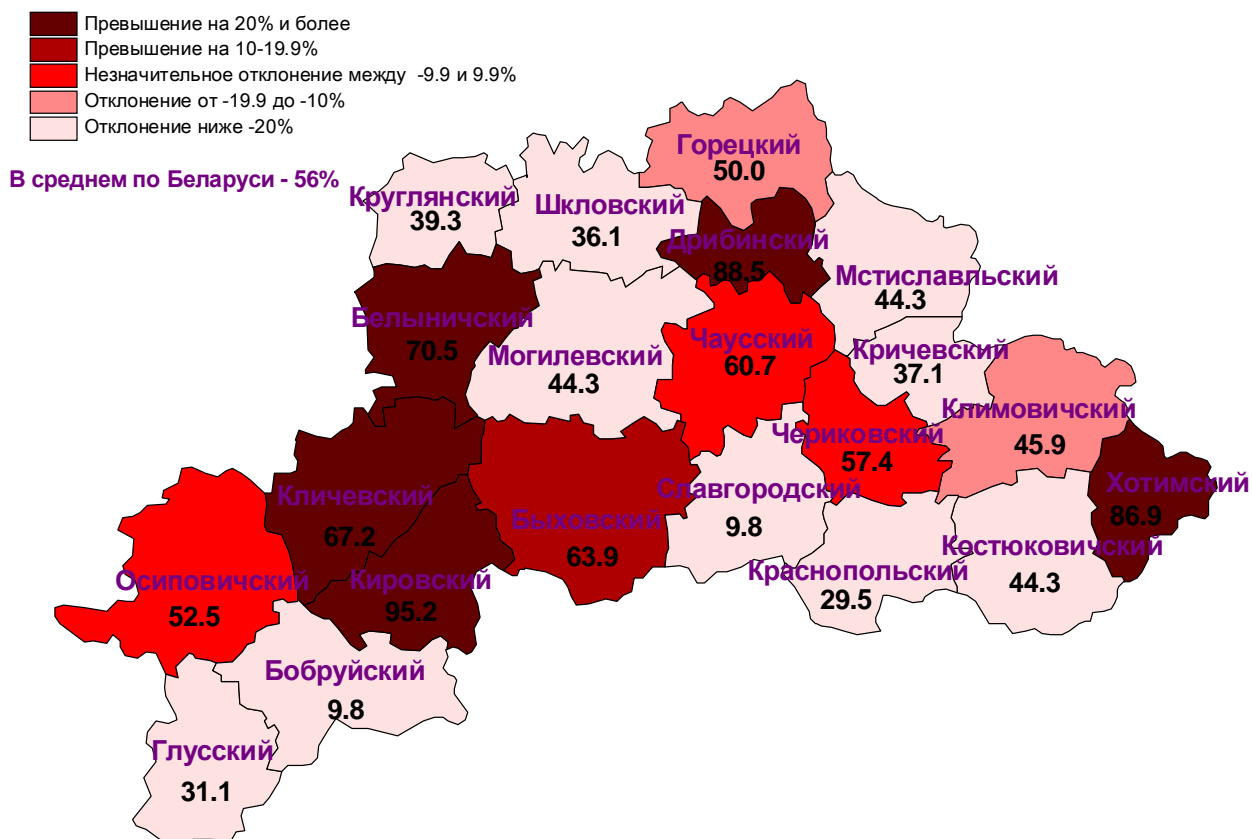 Превышение на 20% и более
Превышение на 10-19.9%
Незначительное отклонение между -9.9 и 9.9%
Отклонение от -19.9 до -10%
Отклонение ниже -20%
В среднем по Беларуси - 56%
Горецкий
50.0
Круглянский
39.3
Шкловский
36.1
Дрибинский
88.5
Мстиславльский
44.3
Белыничский
70.5
Могилевский
44.3
Чаусский
60.7
Кричевский
37.1
Климовичский
45.9
Чериковский
57.4
Хотимский
86.9
Кличевский
67.2
Быховский
63.9
Славгородский
9.8
Костюковичский
44.3
Краснопольский
29.5
Осиповичский
52.5
Кировский
95.2
Бобруйский
9.8
Глусский
31.1